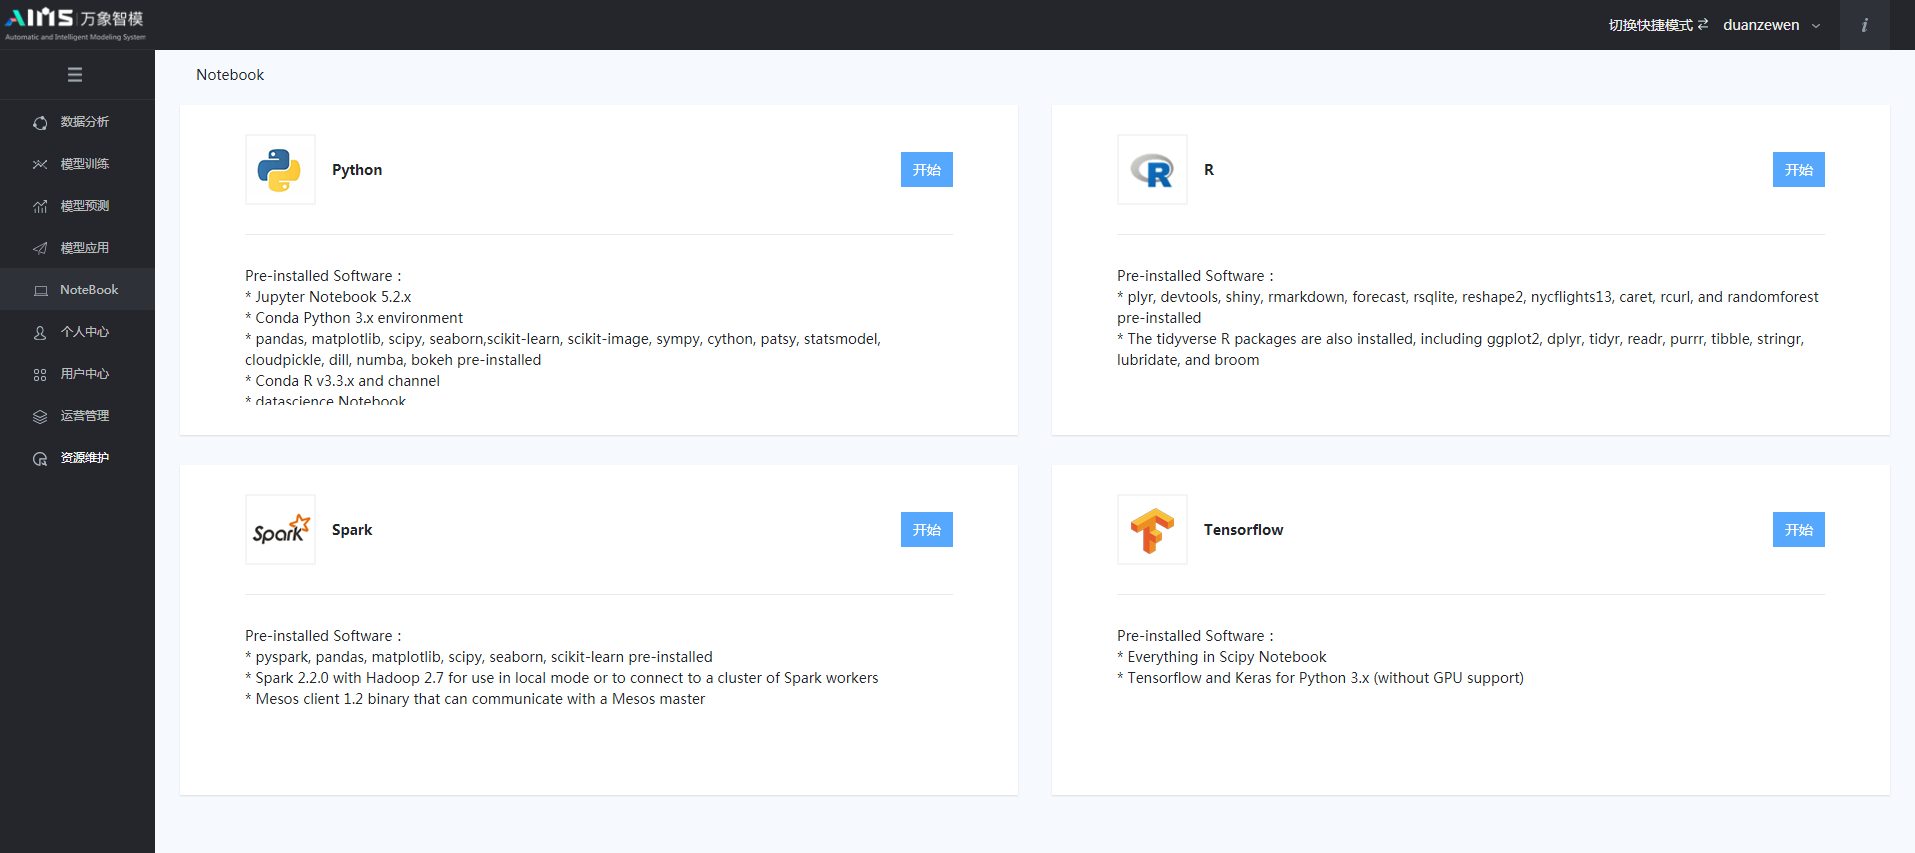 AIMS 万象智模
Automatic and Intelligent Modeling System
切换快捷模式 duanzewen i
数据分析
模型训练
模型预测
模型应用
NoteBook
个人中心
用户中心
运营管理
资源维护
Notebook
Python 开始
Pre-installed Software :
* Jupyter Notebook 5.2.x
* Conda Python 3.x environment
* pandas, matplotlib, scipy, seaborn,scikit-learn, scikit-image, sympy, cython, patsy, statsmodel,
cloudpickle, dill, numba, bokeh pre-installed
* Conda R v3.3.x and channel
* datascience Notebook
R 开始
Pre-installed Software :
* plyr, devtools, shiny, rmarkdown, forecast, rsqlite, reshape2, nycflights13, caret, rcurl, and randomforest
pre-installed
* The tidyverse R packages are also installed, including ggplot2, dplyr, tidyr, readr, purrr, tibble, stringr,
lubridate, and broom
Spark Spark 开始
Pre-installed Software :
* pyspark, pandas, matplotlib, scipy, seaborn, scikit-learn pre-installed
* Spark 2.2.0 with Hadoop 2.7 for use in local mode or to connect to a cluster of Spark workers
* Mesos client 1.2 binary that can communicate with a Mesos master
Tensorflow 开始
Pre-installed Software :
* Everything in Scipy Notebook
* Tensorflow and Keras for Python 3.x (without GPU support)